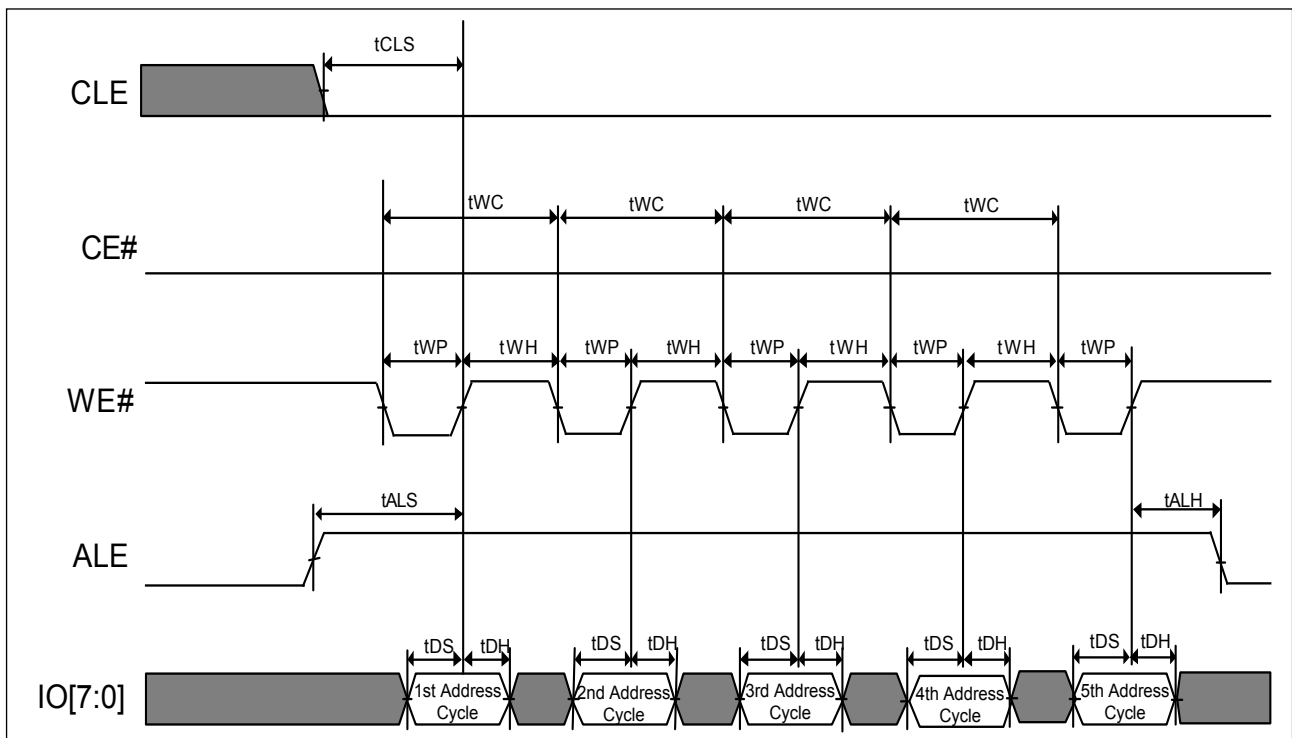 tCLS
CLE
tWC tWC tWC tWC
CE#
tWP tWH tWP tWH tWP tWH tWP tWH tWP
WE#
tALS tALH
ALE
tDS tDH tDS tDH tDS tDH tDS tDH tDS tDH
IO[7:0]
1st Address
Cycle
2nd Address
Cycle
3rd Address
Cycle
4th Address
Cycle
5th Address
Cycle